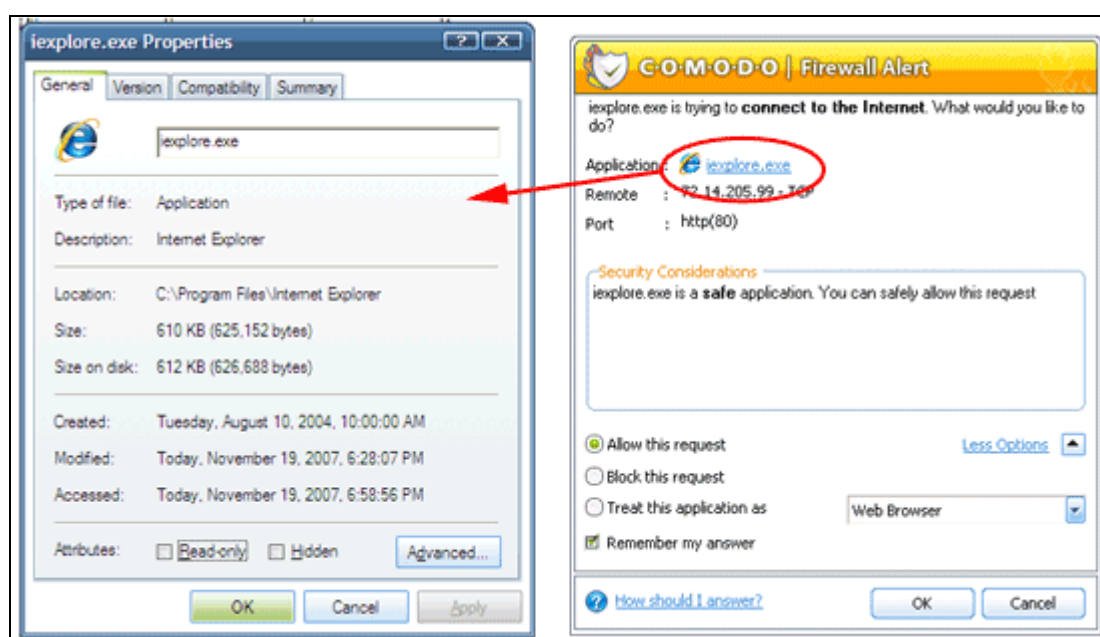 iexplore.exe Properties
General Version Compatibility Summary
iexplore.exe
Type of file: Application
Description: Internet Explorer
Location: C:\Program Files\Internet Explorer
Size: 610 KB (625,152 bytes)
Size on disk: 612 KB (626,688 bytes)
Created: Tuesday, August 10, 2004, 10:00:00 AM
Modified: Today, November 19, 2007, 6:28:07 PM
Accessed: Today, November 19, 2007, 6:58:56 PM
Attributes: Read-only Hidden Advanced...
OK Cancel Apply
C·O·M·O·D·O | Firewall Alert
iexplore.exe is trying to connect to the Internet. What would you like to
do?
Application : iexplore.exe
Remote : 72.14.205.99 - TCP
Port : http(80)
Security Considerations
iexplore.exe is a safe application. You can safely allow this request
Allow this request Less Options
Block this request
Treat this application as Web Browser
Remember my answer
How should I answer? OK Cancel